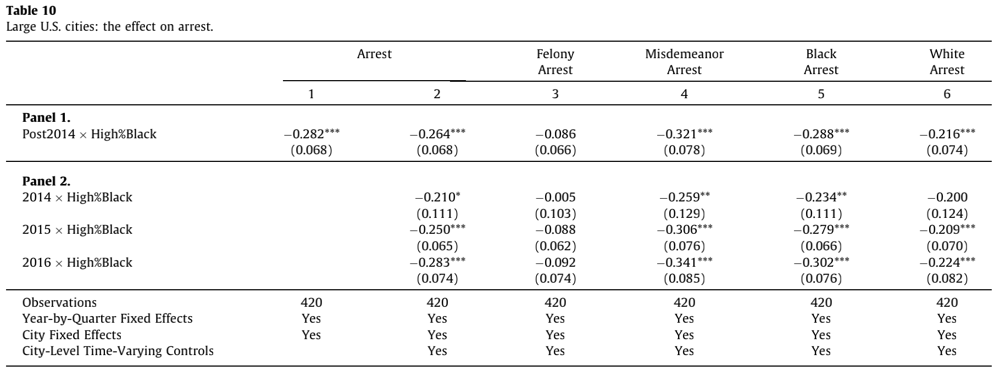 Table 10
Large U.S. cities: the effect on arrest.
Arrest Felony Misdemeanor Black White
Arrest Arrest Arrest Arrest
1 2 3 4 5 6
Panel 1.
Post2014 × High%Black −0.282*** −0.264*** −0.086 −0.321*** −0.288*** −0.216***
(0.068) (0.068) (0.066) (0.078) (0.069) (0.074)
Panel 2.
2014 × High%Black −0.210* −0.005 −0.259** −0.234** −0.200
(0.111) (0.103) (0.129) (0.111) (0.124)
2015 × High%Black −0.250*** −0.088 −0.306*** −0.279*** −0.209***
(0.065) (0.062) (0.076) (0.066) (0.070)
2016 × High%Black −0.283*** −0.092 −0.341*** −0.302*** −0.224***
(0.074) (0.074) (0.085) (0.076) (0.082)
Observations 420 420 420 420 420 420
Year-by-Quarter Fixed Effects Yes Yes Yes Yes Yes Yes
City Fixed Effects Yes Yes Yes Yes Yes Yes
City-Level Time-Varying Controls Yes Yes Yes Yes Yes